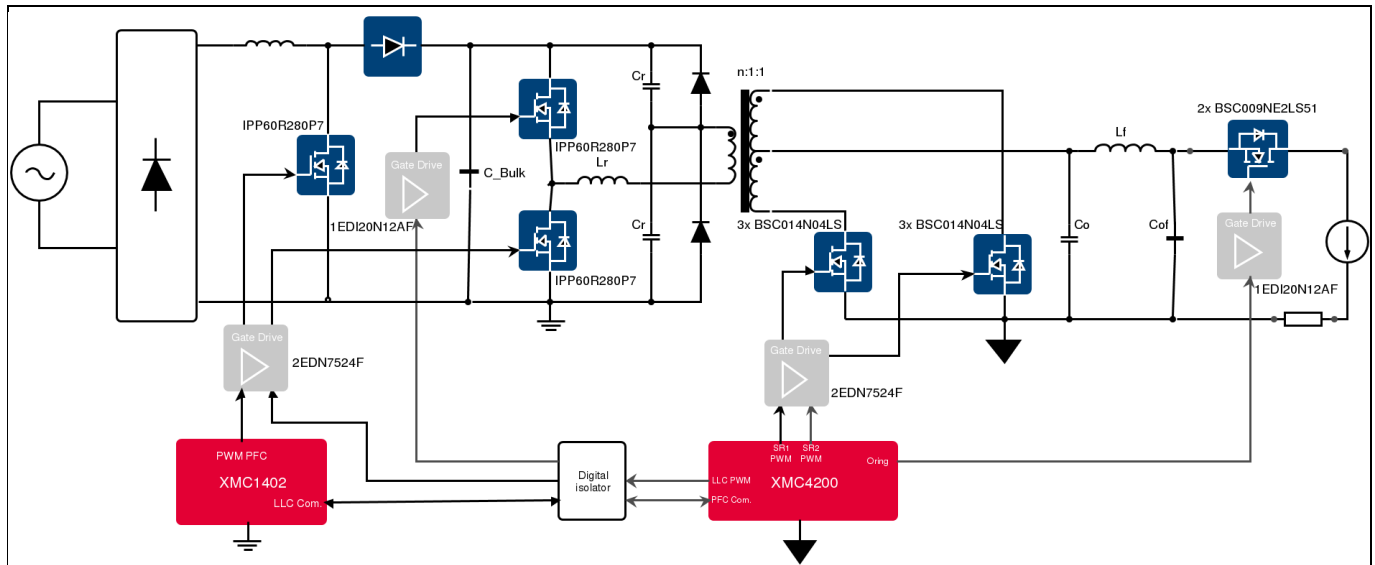 n:1:1
Cr
2x BSC009NE2LS51
IPP60R280P7
IPP60R280P7
Lf
Gate Drive
Lr
C_Bulk
1EDI20N12AF
Cr
3x BSC014N04LS
3x BSC014N04LS
Co
Cof
Gate Drive
IPP60R280P7
1EDI20N12AF
Gate Drive
2EDN7524F
Gate Drive
2EDN7524F
PWM PFC
XMC1402
LLC Com.
Digital
isolator
SR1
PWM
SR2
PWM
Oring
LLC PWM
XMC4200
PFC Com.